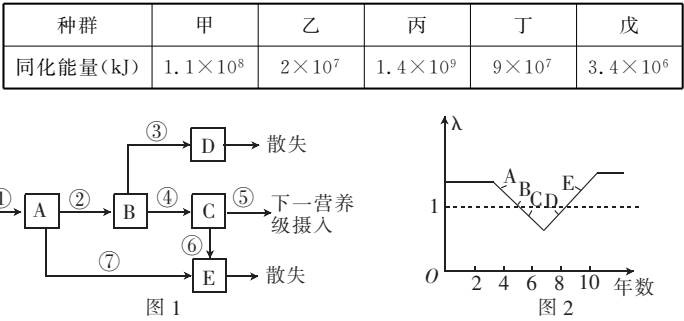 种群 甲 乙 丙 丁 戊
同化能量(kJ) 1.1×10⁸ 2×10⁷ 1.4×10⁹ 9×10⁷ 3.4×10⁶
③ D 散失
① A ② B ④ C ⑤ 下一营养
级摄入
⑥
⑦ E 散失
图1
λ
A
B
C D E
1
O 2 4 6 8 10 年数
图2